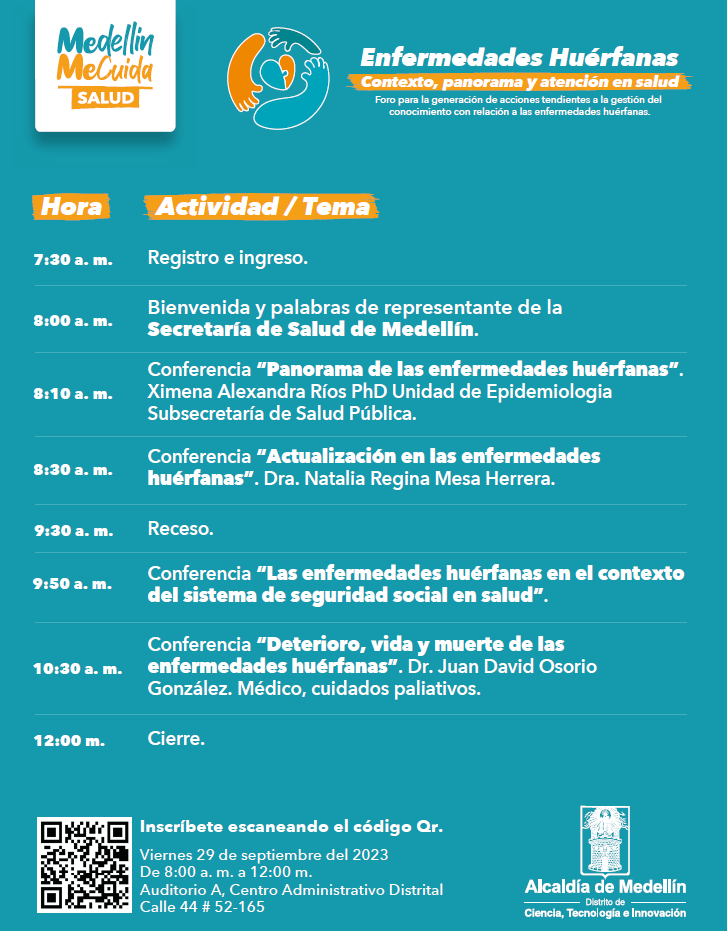 Medellín
Me Cuida
SALUD
Enfermedades Huérfanas
Contexto, panorama y atención en salud
Foro para la generación de acciones tendientes a la gestión del
conocimiento con relación a las enfermedades huérfanas.
Hora Actividad / Tema
7:30 a. m. Registro e ingreso.
8:00 a. m. Bienvenida y palabras de representante de la
Secretaría de Salud de Medellín.
8:10 a. m. Conferencia “Panorama de las enfermedades huérfanas”.
Ximena Alexandra Ríos PhD Unidad de Epidemiologia
Subsecretaría de Salud Pública.
8:30 a. m. Conferencia “Actualización en las enfermedades
huérfanas”. Dra. Natalia Regina Mesa Herrera.
9:30 a. m. Receso.
9:50 a. m. Conferencia “Las enfermedades huérfanas en el contexto
del sistema de seguridad social en salud”.
10:30 a. m. Conferencia “Deterioro, vida y muerte de las
enfermedades huérfanas”. Dr. Juan David Osorio
González. Médico, cuidados paliativos.
12:00 m. Cierre.
Inscríbete escaneando el código Qr.
Viernes 29 de septiembre del 2023
De 8:00 a. m. a 12:00 m.
Auditorio A, Centro Administrativo Distrital
Calle 44 # 52-165
Alcaldía de Medellín
Distrito de
Ciencia, Tecnología e Innovación